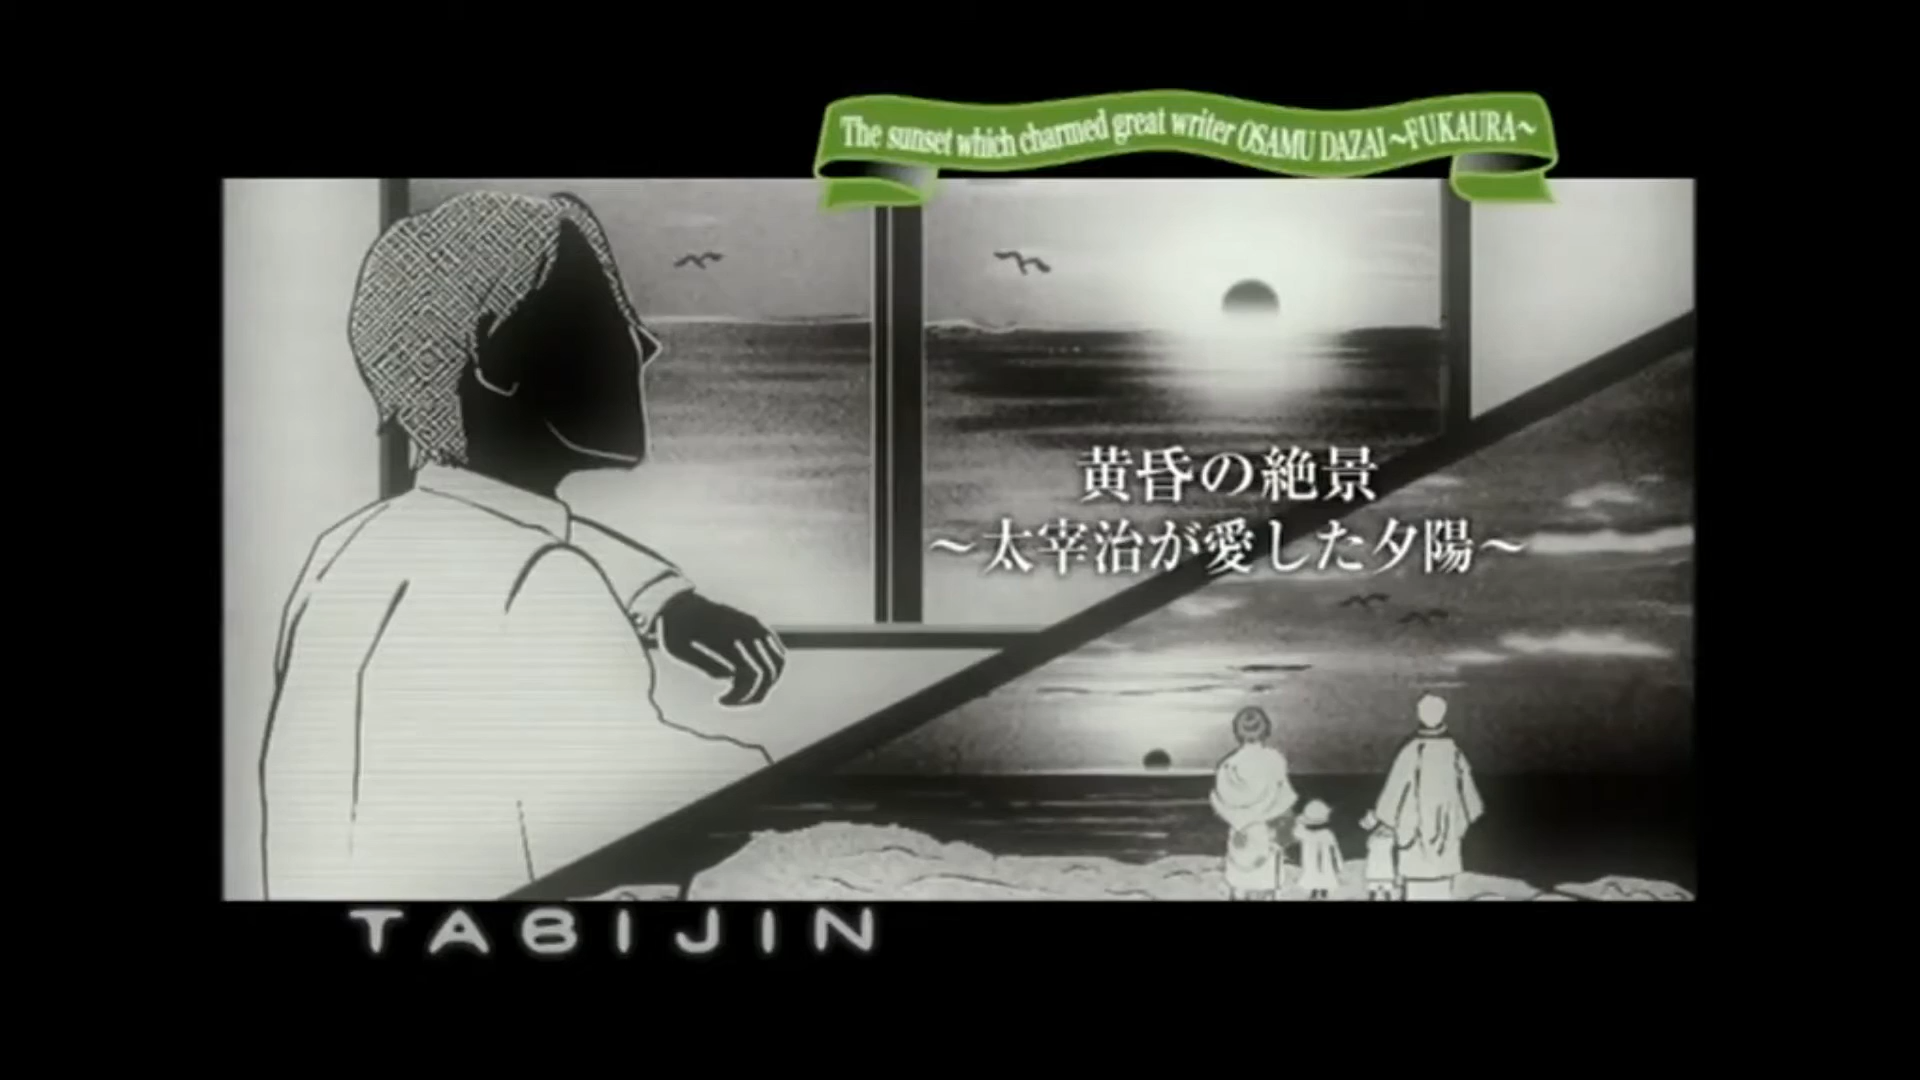 The sunset which charmed great writer OSAMU DAZAI ~FUKAURA~
黄昏の絶景
～太宰治が愛した夕陽～
TABIJIN